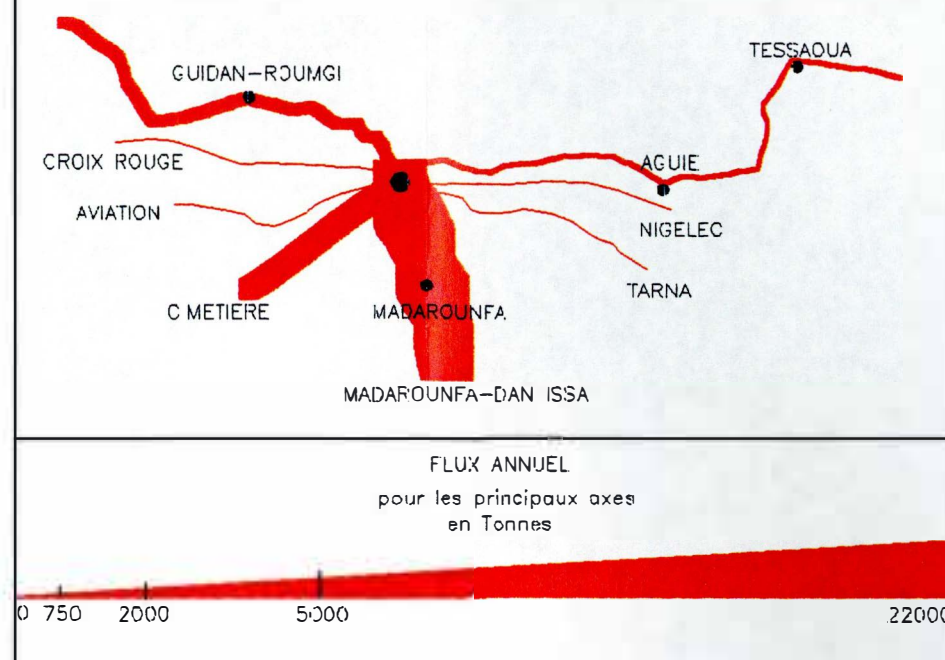 TESSAOUA
GUIDAN-ROUMGI
CROIX ROUGE
AGUIE
AVIATION
NIGELEC
TARNA
C METIERE
MADAROUNFA
MADAROUNFA-DAN ISSA
FLUX ANNUEL
pour les principaux axes
en Tonnes
0 750 2000 5000 22000